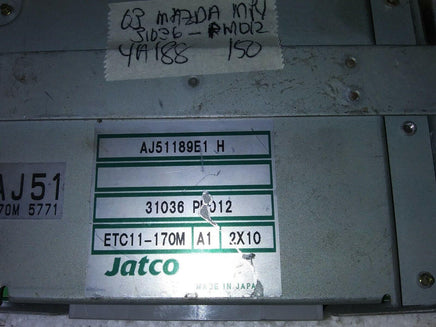 03 MAZDA MPV
31036-PM012
4A188 150
AJ51189E1 H
AJ51
70M 5771
31036 P 012
ETC11-170M A1 2X10
Jatco
MADE IN JAPAN